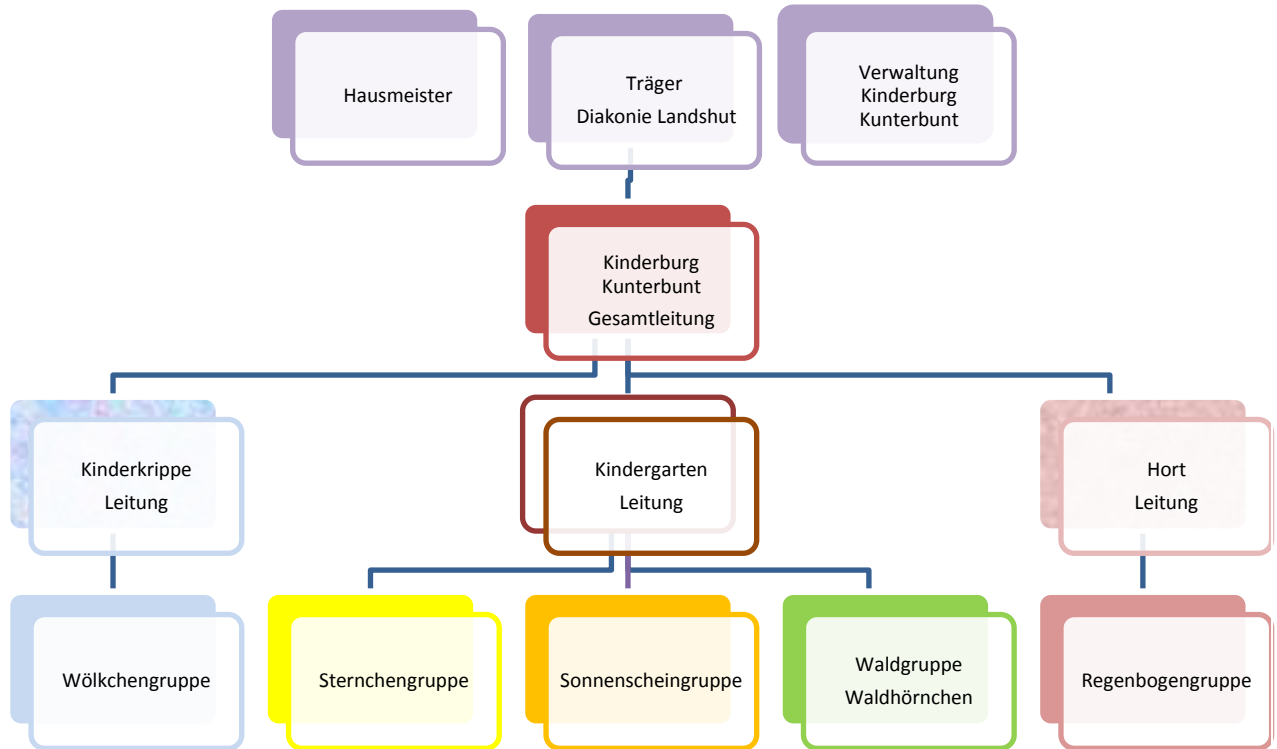 Hausmeister
Träger
Diakonie Landshut
Verwaltung
Kinderburg
Kunterbunt
Kinderburg
Kunterbunt
Gesamtleitung
Kinderkrippe
Leitung
Kindergarten
Leitung
Hort
Leitung
Wölkchengruppe
Sternchengruppe
Sonnenscheingruppe
Waldgruppe
Waldhörnchen
Regenbogengruppe